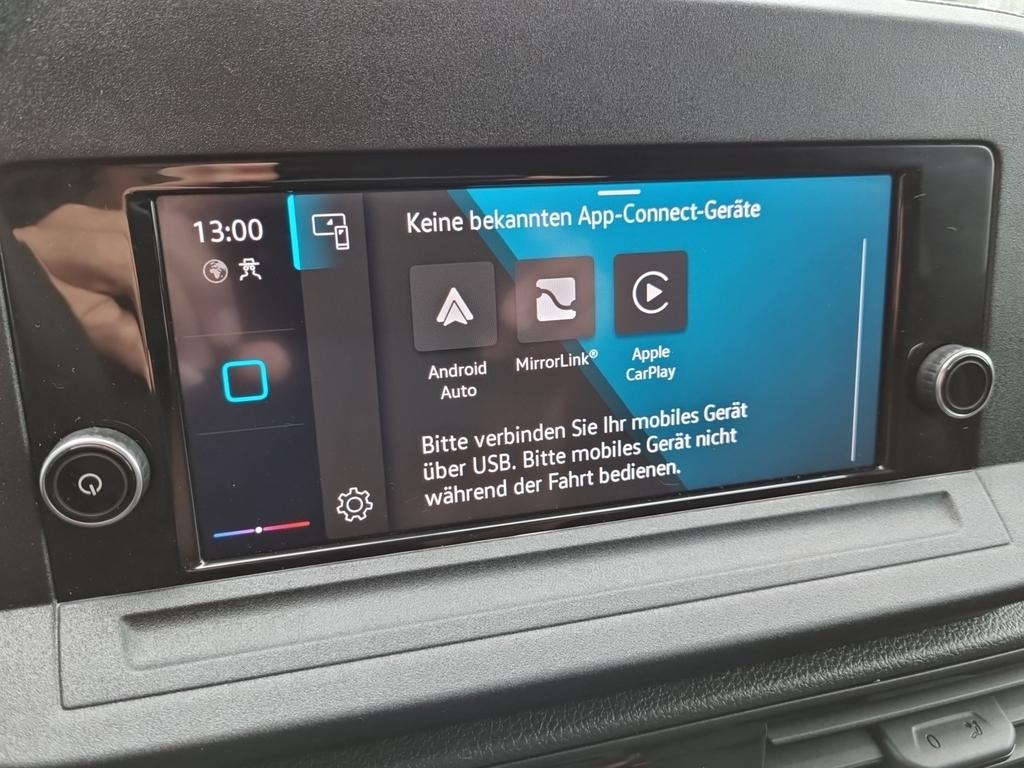 13:00
Keine bekannten App-Connect-Geräte
Android
Auto
MirrorLink®
Apple
CarPlay
Bitte verbinden Sie Ihr mobiles Gerät
über USB. Bitte mobiles Gerät nicht
während der Fahrt bedienen.
0